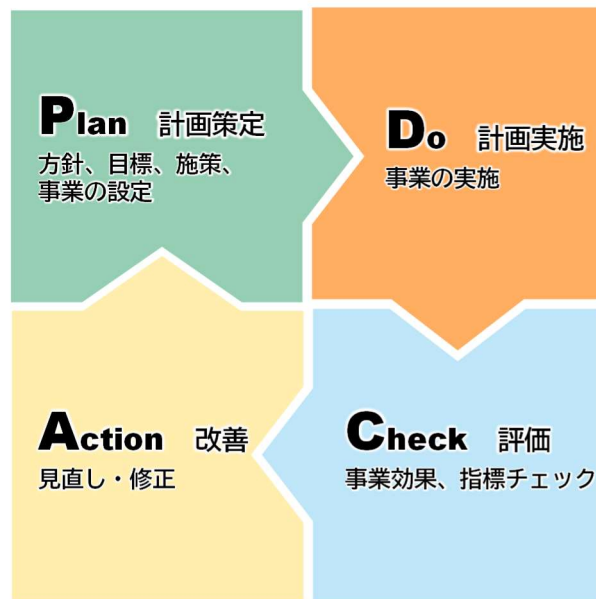 Plan 計画策定
方針、目標、施策、
事業の設定
Do 計画実施
事業の実施
Action 改善
見直し・修正
Check 評価
事業効果、指標チェック